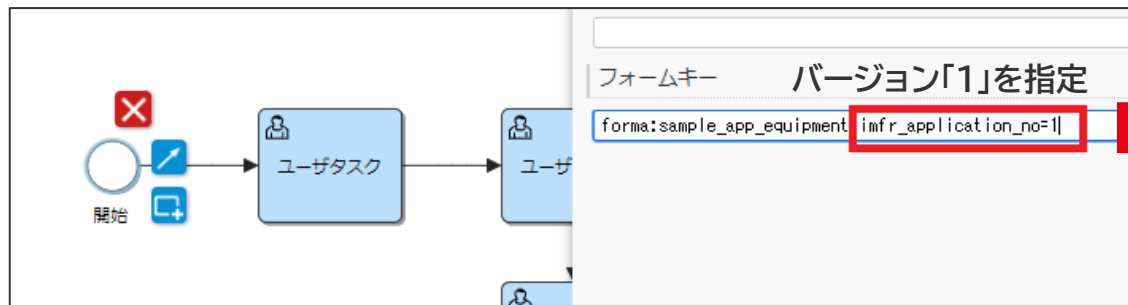 フォームキー
バージョン「1」を指定
forma:sample_app_equipment imfr_application_no=1
ユーザタスク
ユーザ
開始